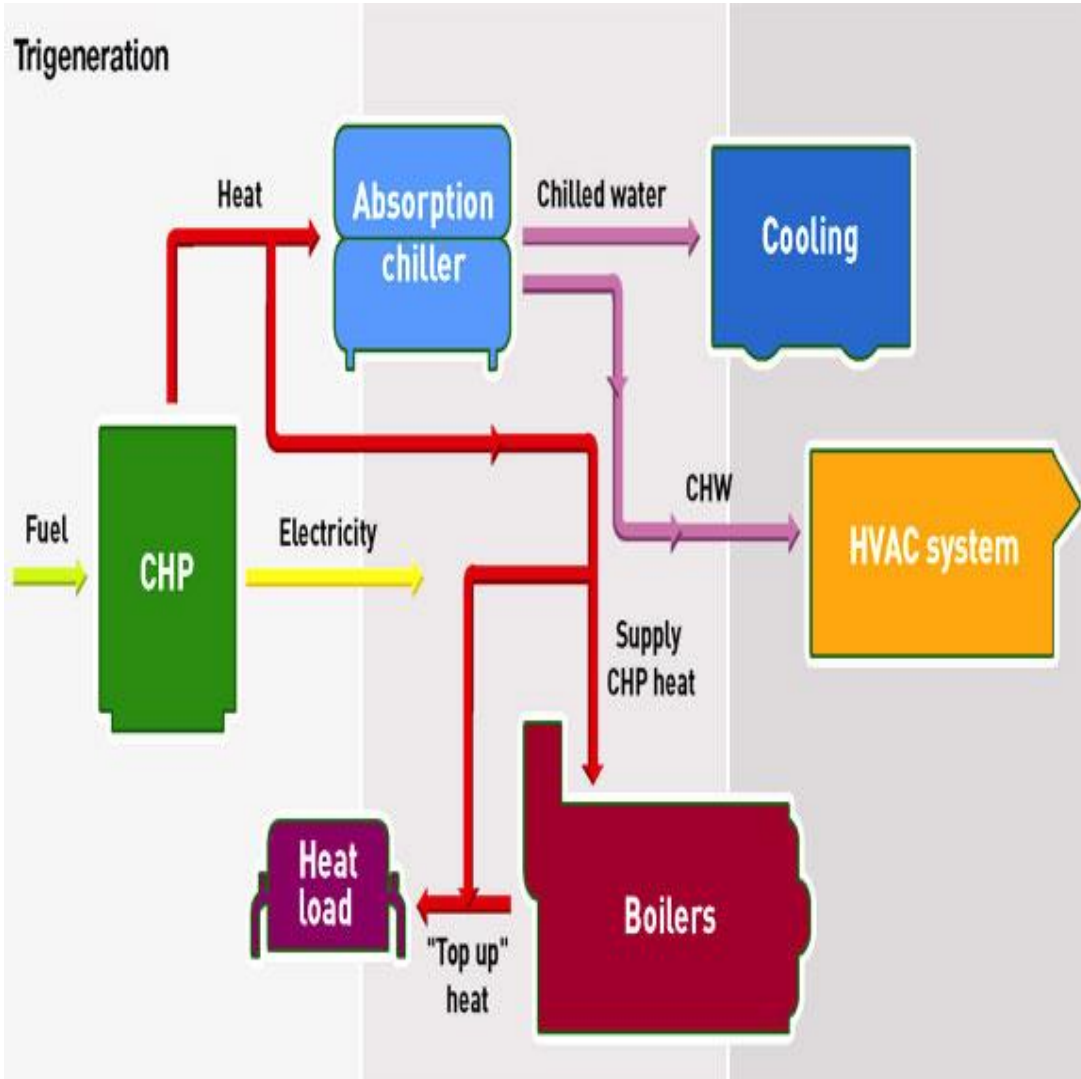 Trigeneration
Heat
Absorption
chiller
Chilled water
Cooling
Fuel
CHP
Electricity
CHW
HVAC system
Supply
CHP heat
Heat
load
"Top up"
heat
Boilers